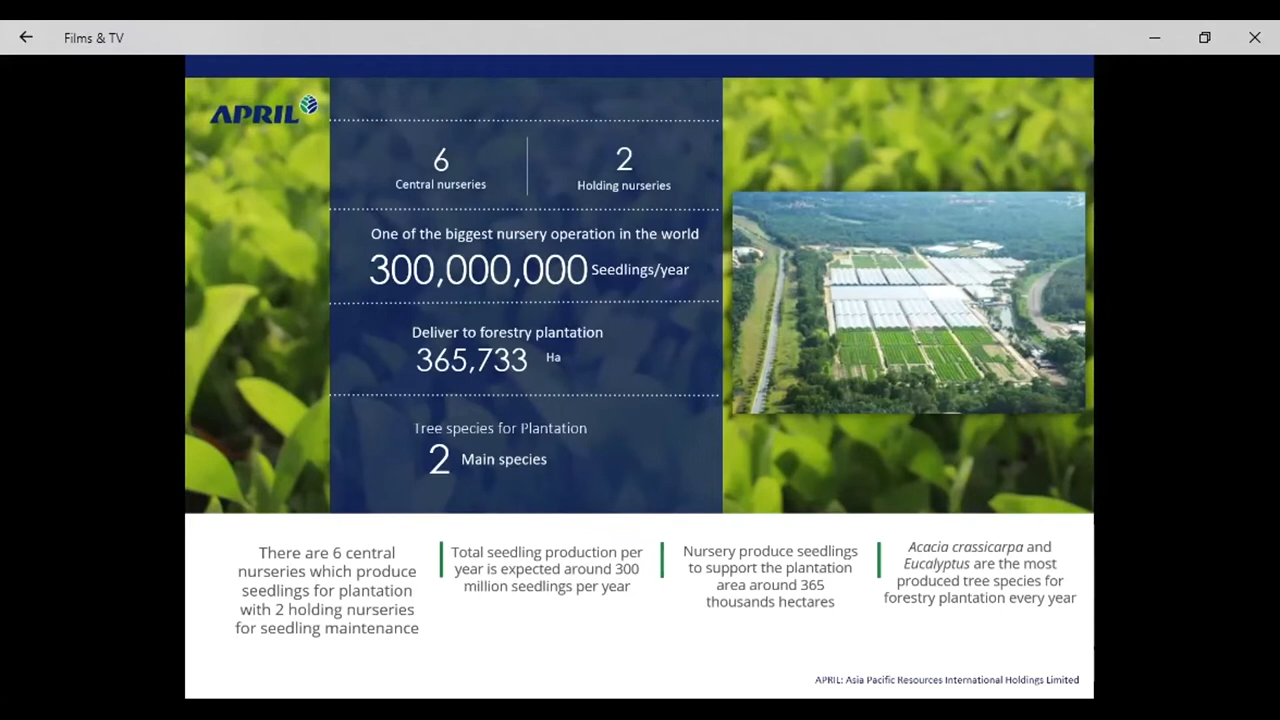 Films & TV
APRIL
6
Central nurseries
2
Holding nurseries
One of the biggest nursery operation in the world
300,000,000 Seedlings/year
Deliver to forestry plantation
365,733 Ha
Tree species for Plantation
2 Main species
There are 6 central
nurseries which produce
seedlings for plantation
with 2 holding nurseries
for seedling maintenance
Total seedling production per
year is expected around 300
million seedlings per year
Nursery produce seedlings
to support the plantation
area around 365
thousands hectares
Acacia crassicarpa and
Eucalyptus are the most
produced tree species for
forestry plantation every year
APRIL: Asia Pacific Resources International Holdings Limited